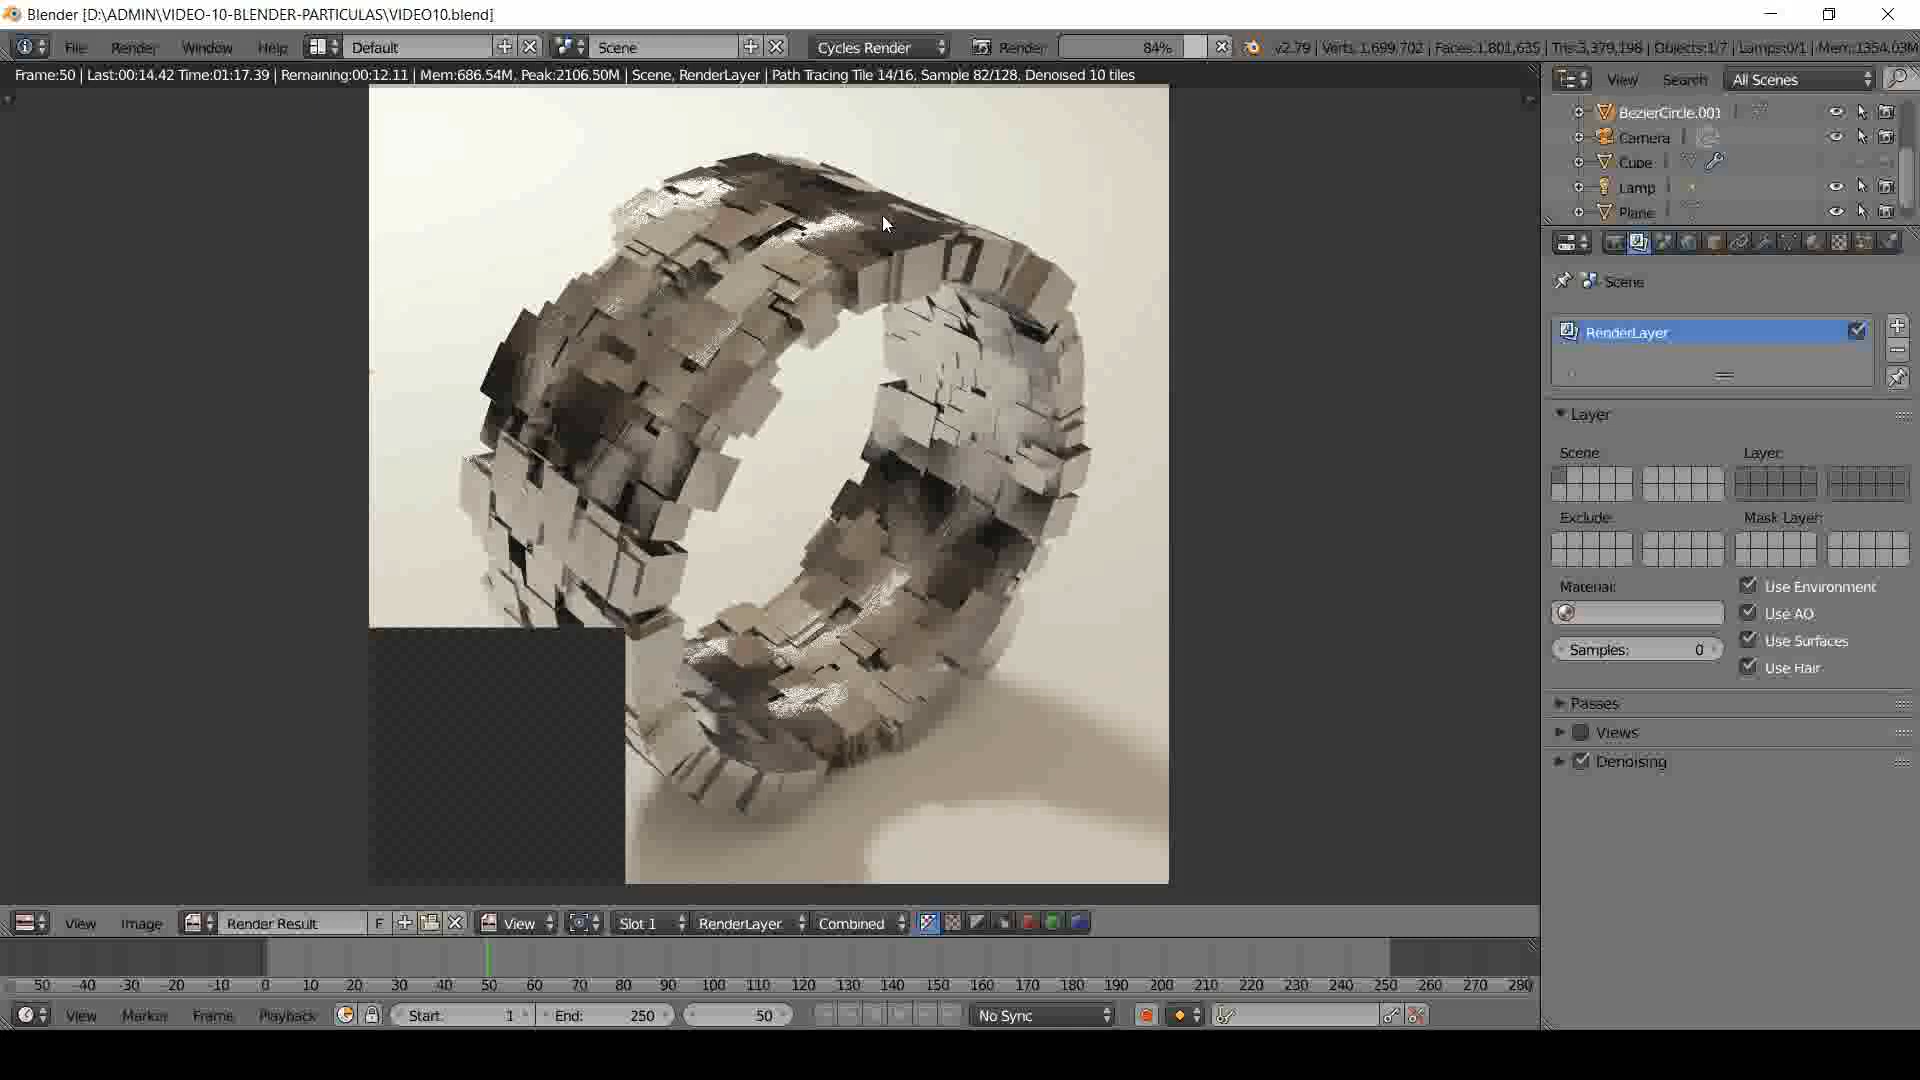 Blender [D:\ADMIN\VIDEO-10-BLENDER-PARTICULAS\VIDEO10.blend]
File Render Window Help Default Scene Cycles Render Render 84% v2.79 | Verts:1,699,702 | Faces:1,801,635 | Tris:3,379,198 | Objects:1/7 | Lamps:0/1 | Mem:1354.03M
Frame:50 | Last:00:14.42 Time:01:17.39 | Remaining:00:12.11 | Mem:686.54M, Peak:2106.50M | Scene, RenderLayer | Path Tracing Tile 14/16, Sample 82/128, Denoised 10 tiles
View Search All Scenes
BezierCircle.001
Camera
Cube
Lamp
Plane
Scene
RenderLayer
Layer
Scene: Layer:
Exclude: Mask Layer:
Material: Use Environment
Use AO
Use Surfaces
Samples: 0
Use Hair
Passes
Views
Denoising
View Image Render Result F View Slot 1 RenderLayer Combined
50 -40 -30 -20 -10 0 10 20 30 40 50 60 70 80 90 100 110 120 130 140 150 160 170 180 190 200 210 220 230 240 250 260 270 280
View Marker Frame Playback Start: 1 End: 250 50 No Sync